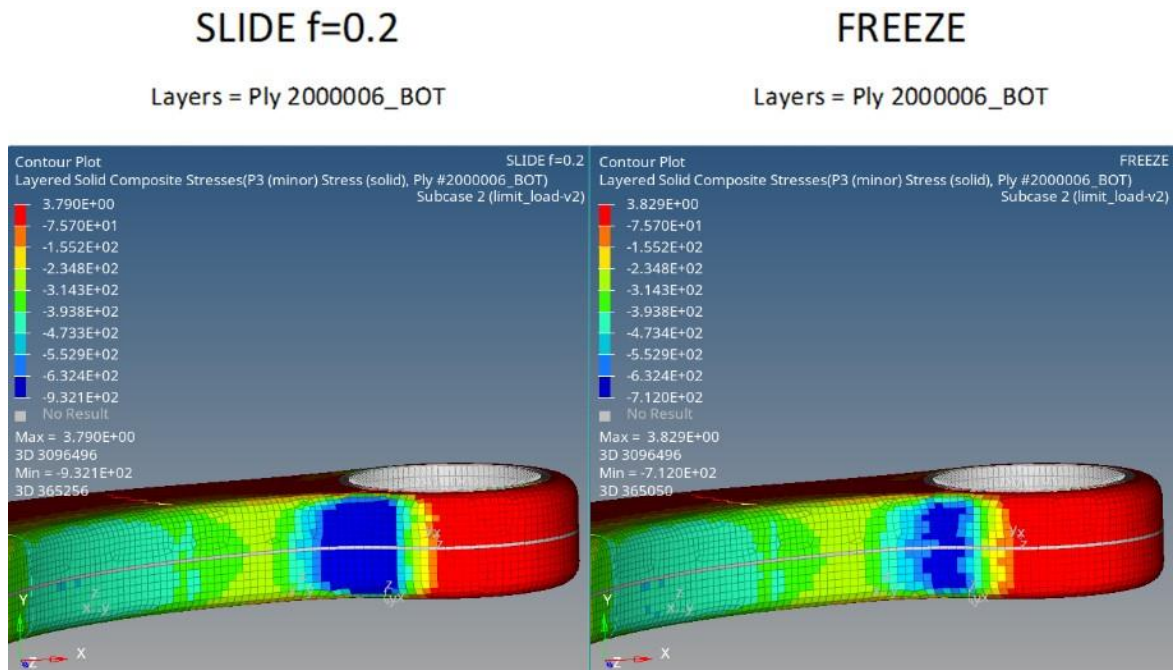 SLIDE f=0.2
Layers = Ply 2000006_BOT
Contour Plot
SLIDE f=0.2
Layered Solid Composite Stresses(P3 (minor) Stress (solid), Ply #2000006_BOT)
Subcase 2 (limit_load-v2)
3.790E+00
-7.570E+01
-1.552E+02
-2.348E+02
-3.143E+02
-3.938E+02
-4.733E+02
-5.529E+02
-6.324E+02
-9.321E+02
No Result
Max = 3.790E+00
3D 3096496
Min = -9.321E+02
3D 365256
Y
Z
X
FREEZE
Layers = Ply 2000006_BOT
Contour Plot
FREEZE
Layered Solid Composite Stresses(P3 (minor) Stress (solid), Ply #2000006_BOT)
Subcase 2 (limit_load-v2)
3.829E+00
-7.570E+01
-1.552E+02
-2.348E+02
-3.143E+02
-3.938E+02
-4.734E+02
-5.529E+02
-6.324E+02
-7.120E+02
No Result
Max = 3.829E+00
3D 3096496
Min = -7.120E+02
3D 365050
Y
Z
X